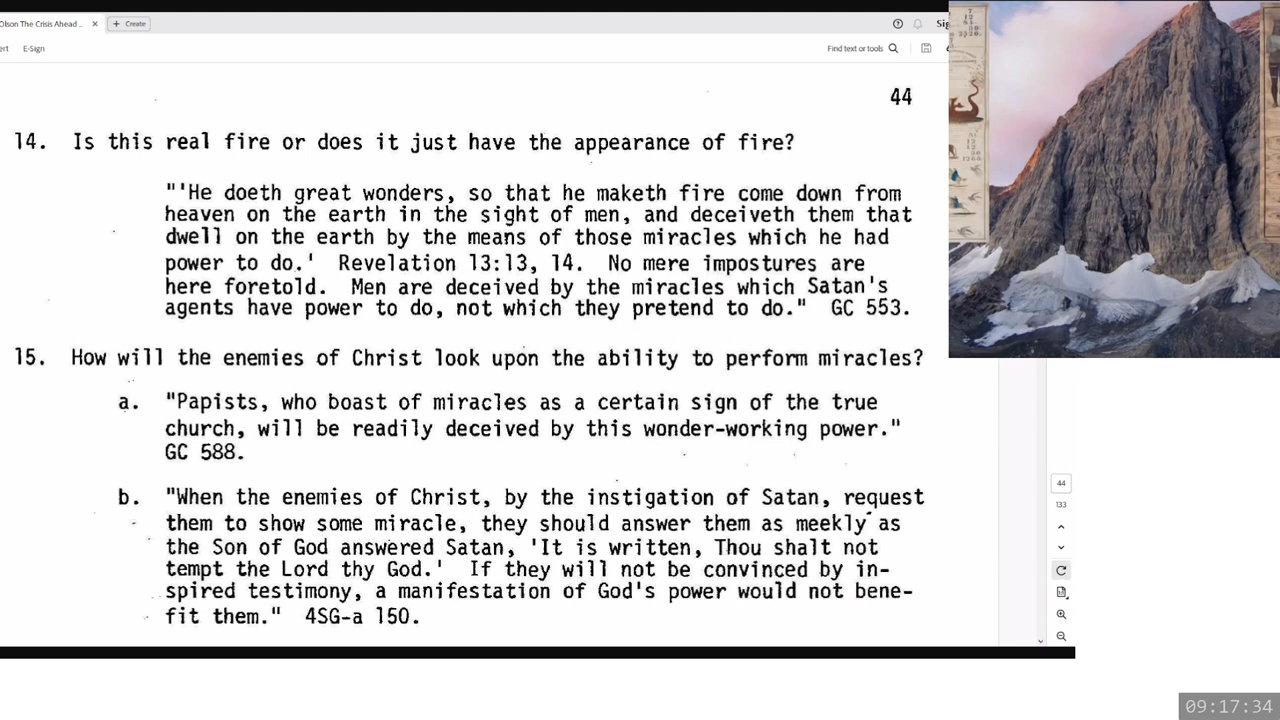 Olson The Crisis Ahead ...
Create
E-Sign
Find text or tools
44
14. Is this real fire or does it just have the appearance of fire?
"'He doeth great wonders, so that he maketh fire come down from
heaven on the earth in the sight of men, and deceiveth them that
dwell on the earth by the means of those miracles which he had
power to do.' Revelation 13:13, 14. No mere impostures are
here foretold. Men are deceived by the miracles which Satan's
agents have power to do, not which they pretend to do." GC 553.
15. How will the enemies of Christ look upon the ability to perform miracles?
a. "Papists, who boast of miracles as a certain sign of the true
church, will be readily deceived by this wonder-working power."
GC 588.
b. "When the enemies of Christ, by the instigation of Satan, request
them to show some miracle, they should answer them as meekly as
the Son of God answered Satan, 'It is written, Thou shalt not
tempt the Lord thy God.' If they will not be convinced by in-
spired testimony, a manifestation of God's power would not bene-
fit them." 4SG-a 150.
44
133
09:17:34